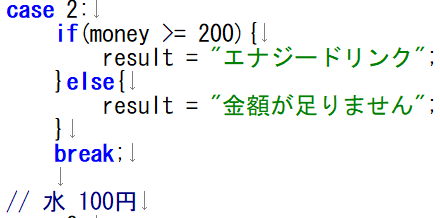 case 2:↓
if(money >= 200){↓
result = "エナジードリンク";
}else{↓
result = "金額が足りません";
}↓
break;↓
↓
// 水 100円↓